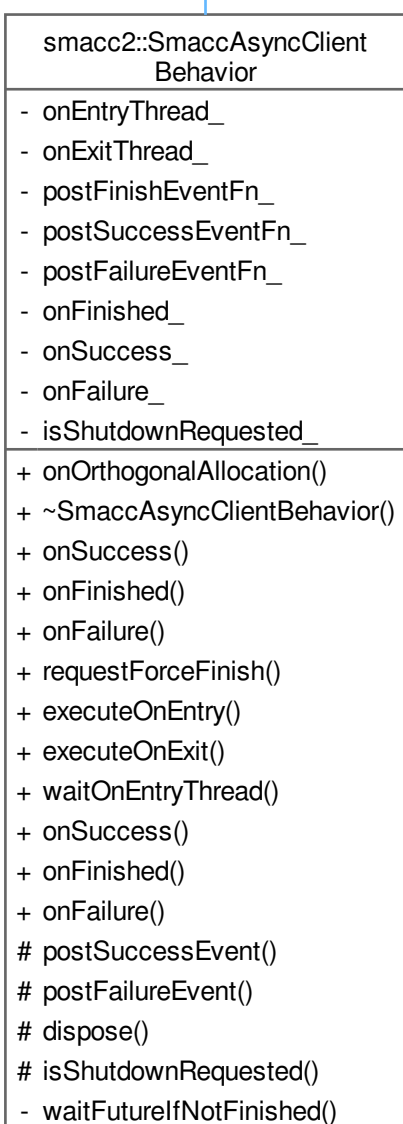 smacc2::SmaccAsyncClient
Behavior
- onEntryThread_
- onExitThread_
- postFinishEventFn_
- postSuccessEventFn_
- postFailureEventFn_
- onFinished_
- onSuccess_
- onFailure_
- isShutdownRequested_
+ onOrthogonalAllocation()
+ ~SmaccAsyncClientBehavior()
+ onSuccess()
+ onFinished()
+ onFailure()
+ requestForceFinish()
+ executeOnEntry()
+ executeOnExit()
+ waitOnEntryThread()
+ onSuccess()
+ onFinished()
+ onFailure()
# postSuccessEvent()
# postFailureEvent()
# dispose()
# isShutdownRequested()
- waitFutureIfNotFinished()